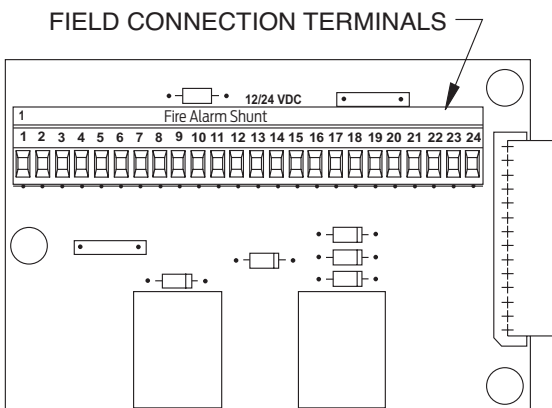 FIELD CONNECTION TERMINALS
12/24 VDC
1 Fire Alarm Shunt
1 2 3 4 5 6 7 8 9 10 11 12 13 14 15 16 17 18 19 20 21 22 23 24